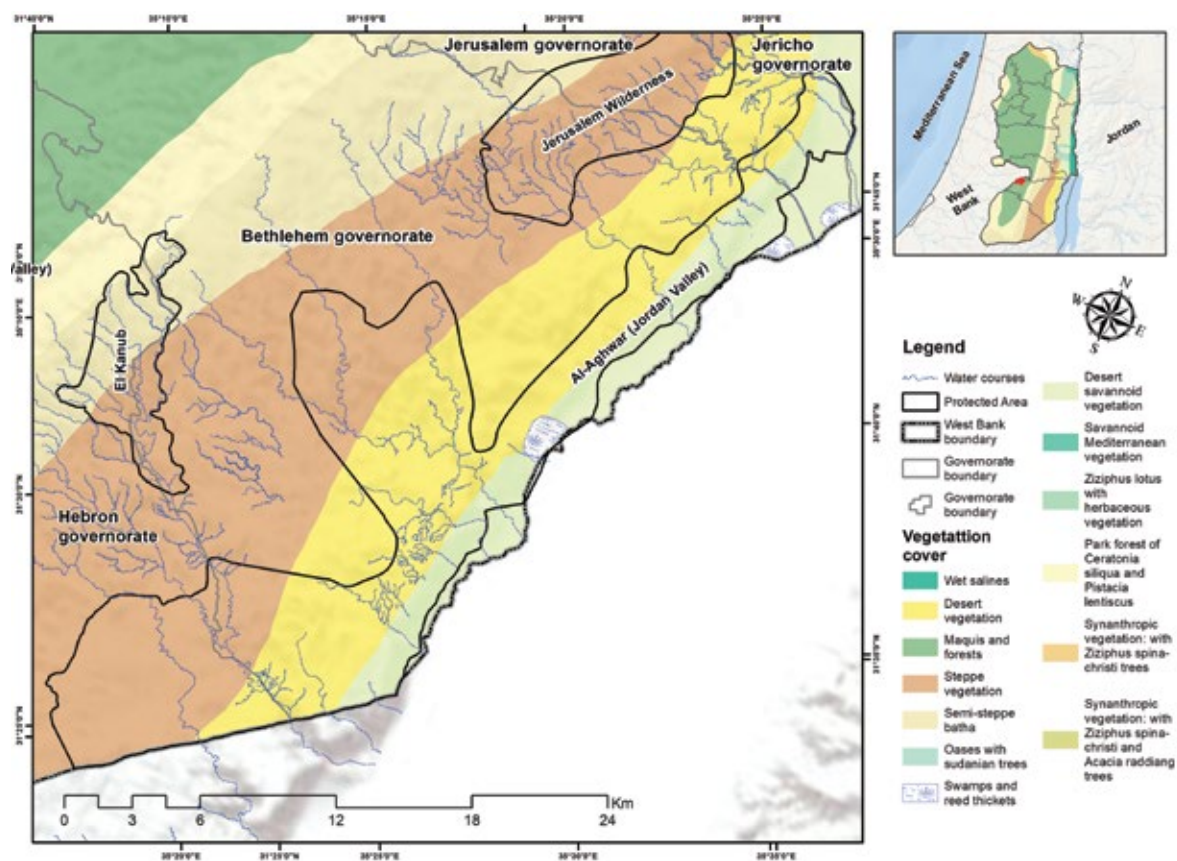 Jerusalem governorate
Jericho
governorate
Jerusalem Wilderness
Bethlehem governorate
alley)
El Kanub
Al-Aghwar (Jordan Valley)
Hebron
governorate
0 3 6 12 18 24 Km
Mediterranean Sea
Jordan
West
Bank
N
W
E
S
Legend
Water courses
Protected Area
West Bank
boundary
Governorate
boundary
Governorate
boundary
Vegetattion
cover
Wet salines
Desert
vegetation
Maquis and
forests
Steppe
vegetation
Semi-steppe
batha
Oases with
sudanian trees
Swamps and
reed thickets
Desert
savannoid
vegetation
Savannoid
Mediterranean
vegetation
Ziziphus lotus
with
herbaceous
vegetation
Park forest of
Ceratonia
siliqua and
Pistacia
lentiscus
Synanthropic
vegetation: with
Ziziphus spina-
christi trees
Synanthropic
vegetation: with
Ziziphus spina-
christi and
Acacia raddiang
trees